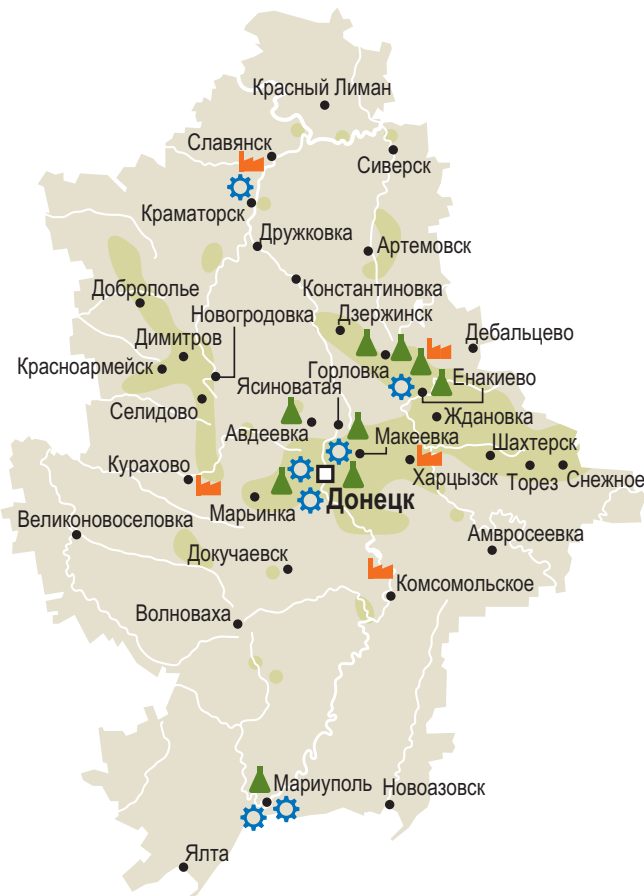 Красный Лиман
Славянск
Сиверск
Краматорск
Дружковка
Артемовск
Константиновка
Доброполье
Новогродовка
Дзержинск
Димитров
Дебальцево
Красноармейск
Горловка
Ясиноватая
Енакиево
Селидово
Ждановка
Авдеевка
Макеевка
Шахтерск
Курахово
Харцызск
Торез
Снежное
Марьинка
Донецк
Великоновоселовка
Амвросеевка
Докучаевск
Комсомольское
Волноваха
Мариуполь
Новоазовск
Ялта